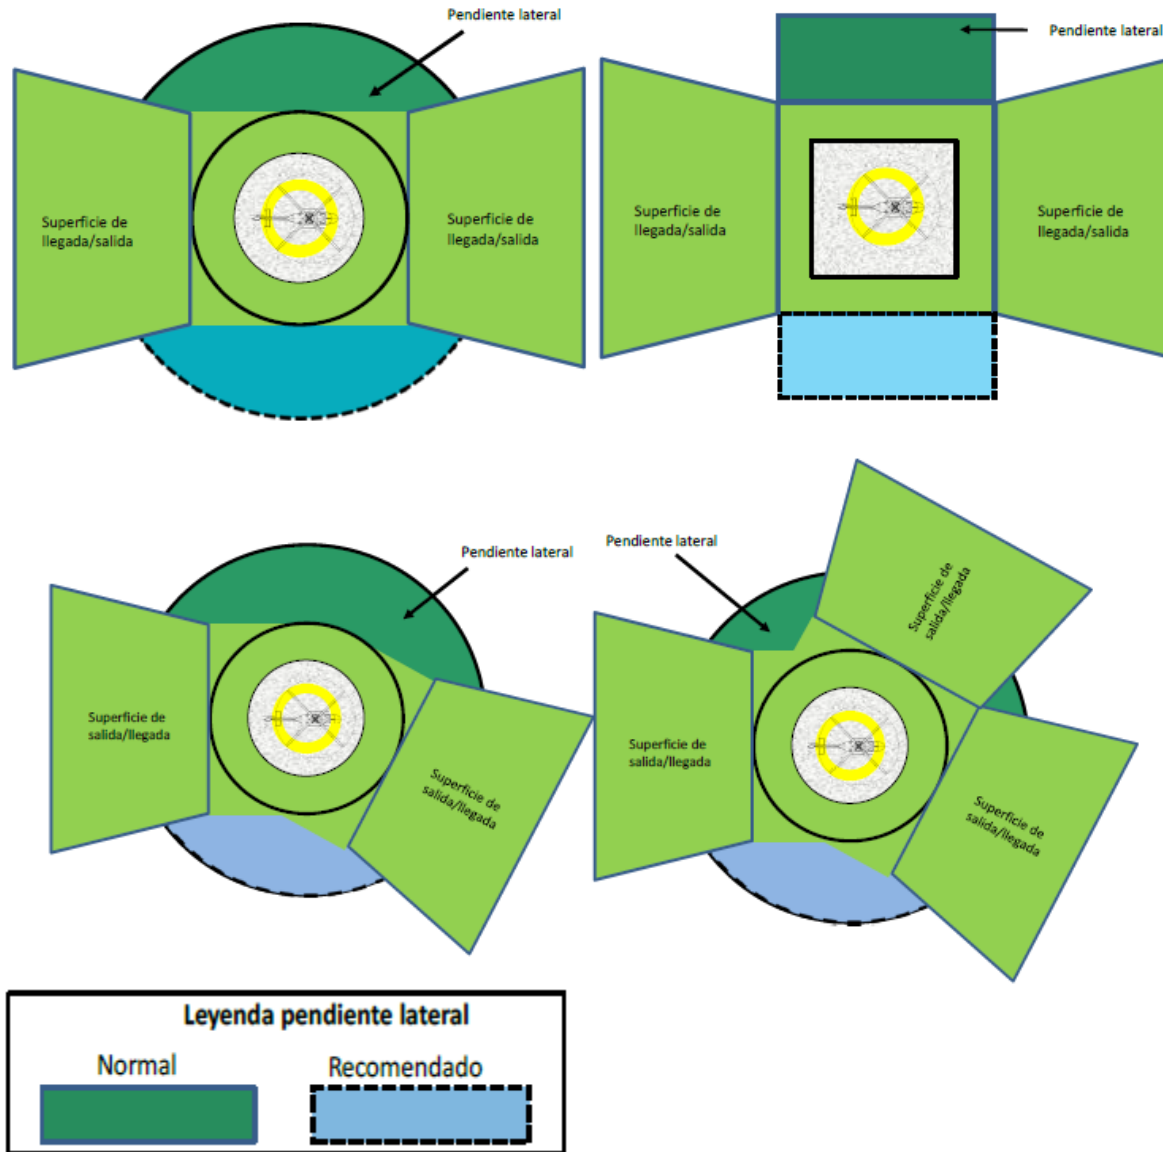 Pendiente lateral
Pendiente lateral
Superficie de
llegada/salida
Superficie de
llegada/salida
Superficie de
llegada/salida
Superficie de
llegada/salida
Pendiente lateral
Pendiente lateral
Superficie de
salida/llegada
Superficie de
salida/llegada
Superficie de
salida/llegada
Superficie de
salida/llegada
Superficie de
salida/llegada
Leyenda pendiente lateral
Normal
Recomendado